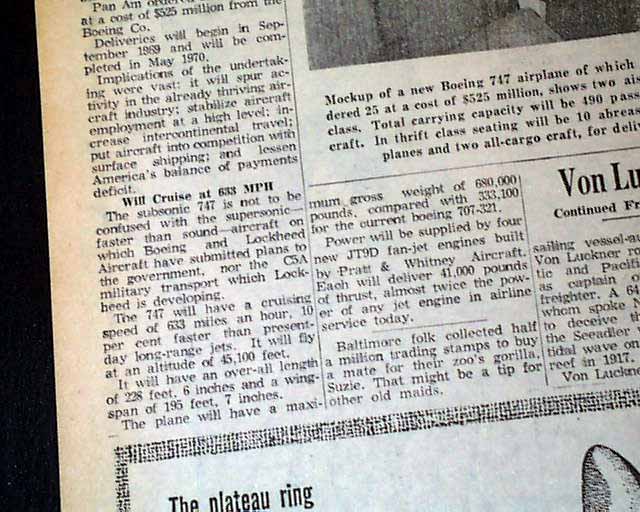 Pan Am ordered
at a cost of $525 million from the
Boeing Co.
Deliveries will begin in Sep-
tember 1969 and will be com-
pleted in May 1970.
Implications of the undertak-
ing were vast: it will spur ac-
tivity in the already thriving air-
craft industry; stabilize aircraft
employment at a high level; in-
crease intercontinental travel;
put aircraft into competition with
surface shipping; and lessen
America's balance of payments
deficit.
Will Cruise at 633 MPH
The subsonic 747 is not to be
confused with the supersonic—
faster than sound—aircraft on
which Boeing and Lockheed
Aircraft have submitted plans to
the government, nor the C5A
military transport which Lock-
heed is developing.
The 747 will have a cruising
speed of 633 miles an hour, 10
per cent faster than present-
day long-range jets. It will fly
at an altitude of 45,100 feet.
It will have an over-all length
of 228 feet, 6 inches and a wing-
span of 195 feet, 7 inches.
The plane will have a maxi-
mum gross weight of 680,000
pounds, compared with 333,100
for the current boeing 707-321.
Power will be supplied by four
new JT9D fan-jet engines built
by Pratt & Whitney Aircraft.
Each will deliver 41,000 pounds
of thrust, almost twice the pow-
er of any jet engine in airline
service today.
Baltimore folk collected half
a million trading stamps to buy
a mate for their zoo's gorilla,
Suzie. That might be a tip for
other old maids.
Mockup of a new Boeing 747 airplane of which
dered 25 at a cost of $525 million, shows two ai
class. Total carrying capacity will be 490 pass
craft. In thrift class seating will be 10 abreas
planes and two all-cargo craft, for deli
Von Lu
Continued Fr
sailing vessel-au
Von Luckner ro
tic and Pacific
as captain
freighter. A 64
whom spoke
to deceive th
the Seeadler
tidal wave on
reef in 1917.
Von Luckne
The plateau ring